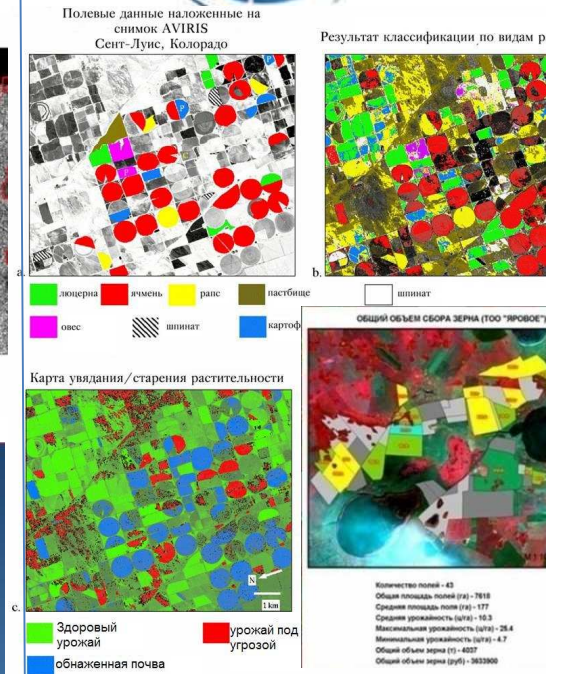 Полевые данные наложенные на
снимок AVIRIS
Сент-Луис, Колорадо
Результат классификации по видам р
P
P
a.
b.
люцерна
ячмень
рапс
пастбище
шпинат
овес
шпинат
картоф
Карта увядания/старения растительности
N
1 km
c.
Здоровый
урожай
урожай под
угрозой
обнаженная почва
ОБЩИЙ ОБЪЕМ СБОРА ЗЕРНА (ТОО "ЯРОВОЕ")
Количество полей - 43
Общая площадь полей (га) - 7610
Средняя площадь поля (га) - 177
Средняя урожайность (ц/га) - 10.3
Максимальная урожайность (ц/га) - 25.4
Минимальная урожайность (ц/га) - 4.7
Общий объем зерна (т) - 4037
Общий объем зерна (руб) - 3633900